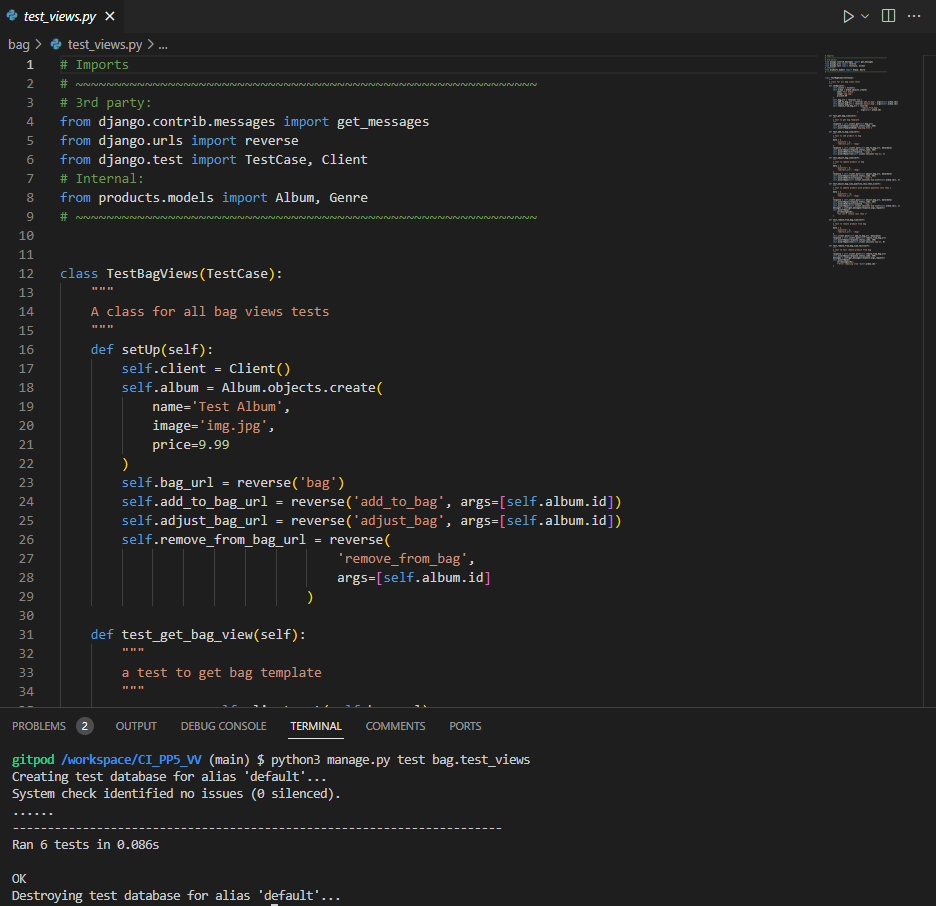 test_views.py
bag > test_views.py > ...
1 # Imports
2 # ~~~~~~~~~~~~~~~~~~~~~~~~~~~~~~~~~~~~~~~~~~~~~~~~~~~~~~~~~~~~
3 # 3rd party:
4 from django.contrib.messages import get_messages
5 from django.urls import reverse
6 from django.test import TestCase, Client
7 # Internal:
8 from products.models import Album, Genre
9 # ~~~~~~~~~~~~~~~~~~~~~~~~~~~~~~~~~~~~~~~~~~~~~~~~~~~~~~~~~~~~
10
11
12 class TestBagViews(TestCase):
13     """
14     A class for all bag views tests
15     """
16     def setUp(self):
17         self.client = Client()
18         self.album = Album.objects.create(
19             name='Test Album',
20             image='img.jpg',
21             price=9.99
22         )
23         self.bag_url = reverse('bag')
24         self.add_to_bag_url = reverse('add_to_bag', args=[self.album.id])
25         self.adjust_bag_url = reverse('adjust_bag', args=[self.album.id])
26         self.remove_from_bag_url = reverse(
27                                     'remove_from_bag',
28                                     args=[self.album.id]
29                                 )
30
31     def test_get_bag_view(self):
32         """
33         a test to get bag template
34         """
PROBLEMS 2 OUTPUT DEBUG CONSOLE TERMINAL COMMENTS PORTS
gitpod /workspace/CI_PP5_VV (main) $ python3 manage.py test bag.test_views
Creating test database for alias 'default'...
System check identified no issues (0 silenced).
......
----------------------------------------------------------------------
Ran 6 tests in 0.086s
OK
Destroying test database for alias 'default'...